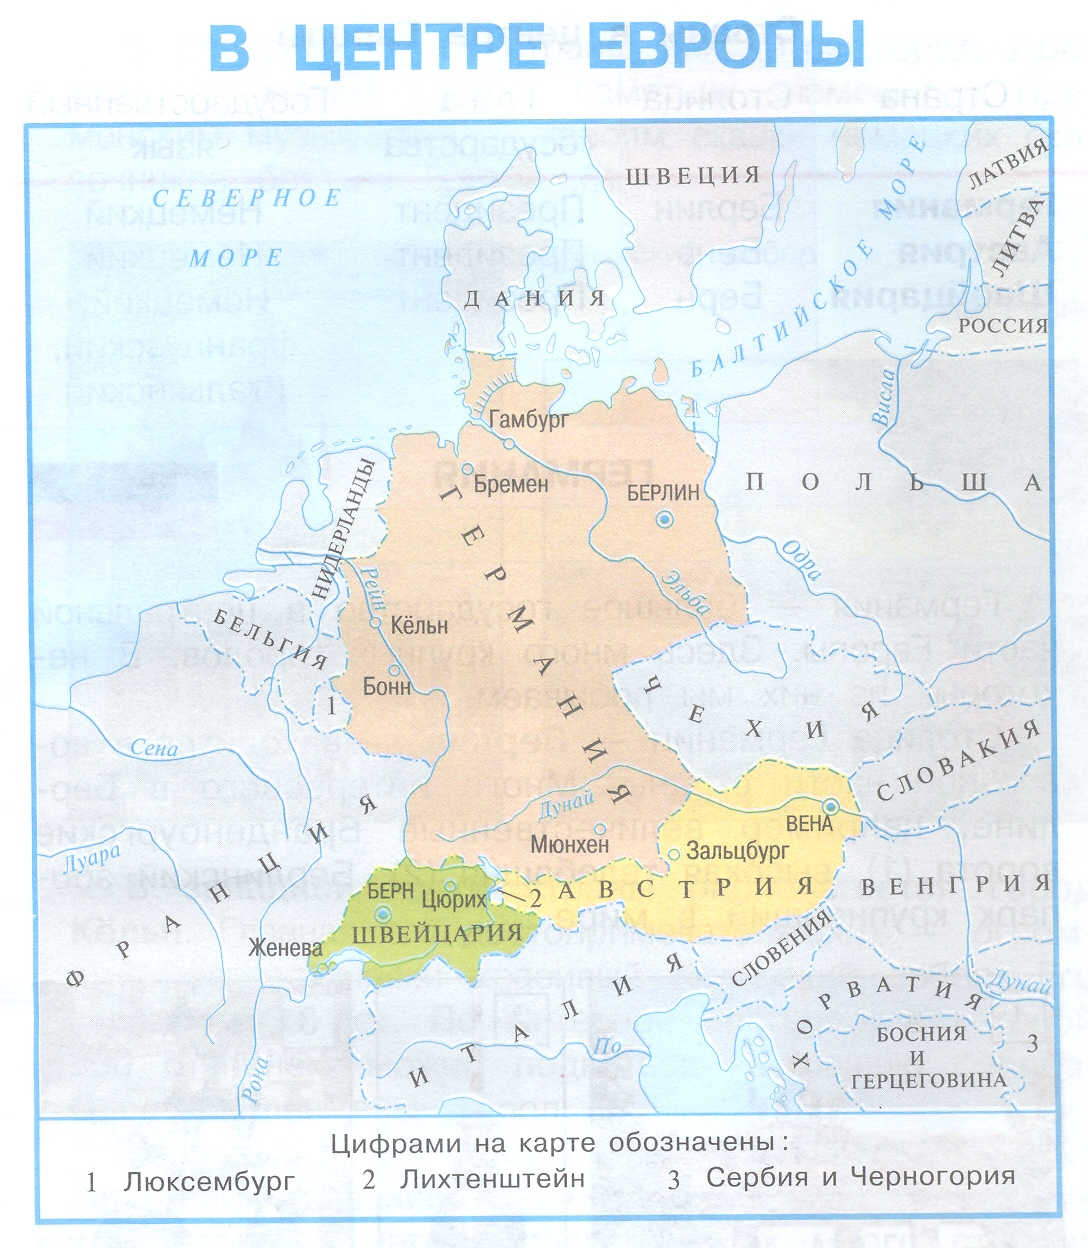 В ЦЕНТРЕ ЕВРОПЫ
СЕВЕРНОЕ
МОРЕ
ШВЕЦИЯ
БАЛТИЙСКОЕ МОРЕ
ЛАТВИЯ
ЛИТВА
РОССИЯ
ДАНИЯ
Висла
Гамбург
Бремен
БЕРЛИН
ПОЛЬША
НИДЕРЛАНДЫ
ГЕРМАНИЯ
Одра
Рейн
Эльба
БЕЛЬГИЯ
Кёльн
Бонн
1
ЧЕХИЯ
Сена
СЛОВАКИЯ
Дунай
ВЕНА
Луара
Мюнхен
Зальцбург
ФРАНЦИЯ
БЕРН
Цюрих
2
АВСТРИЯ
ВЕНГРИЯ
ШВЕЙЦАРИЯ
Женева
СЛОВЕНИЯ
Дунай
ХОРВАТИЯ
ИТАЛИЯ
По
Рона
БОСНИЯ
И
ГЕРЦЕГОВИНА
3
Цифрами на карте обозначены:
1 Люксембург 2 Лихтенштейн 3 Сербия и Черногория